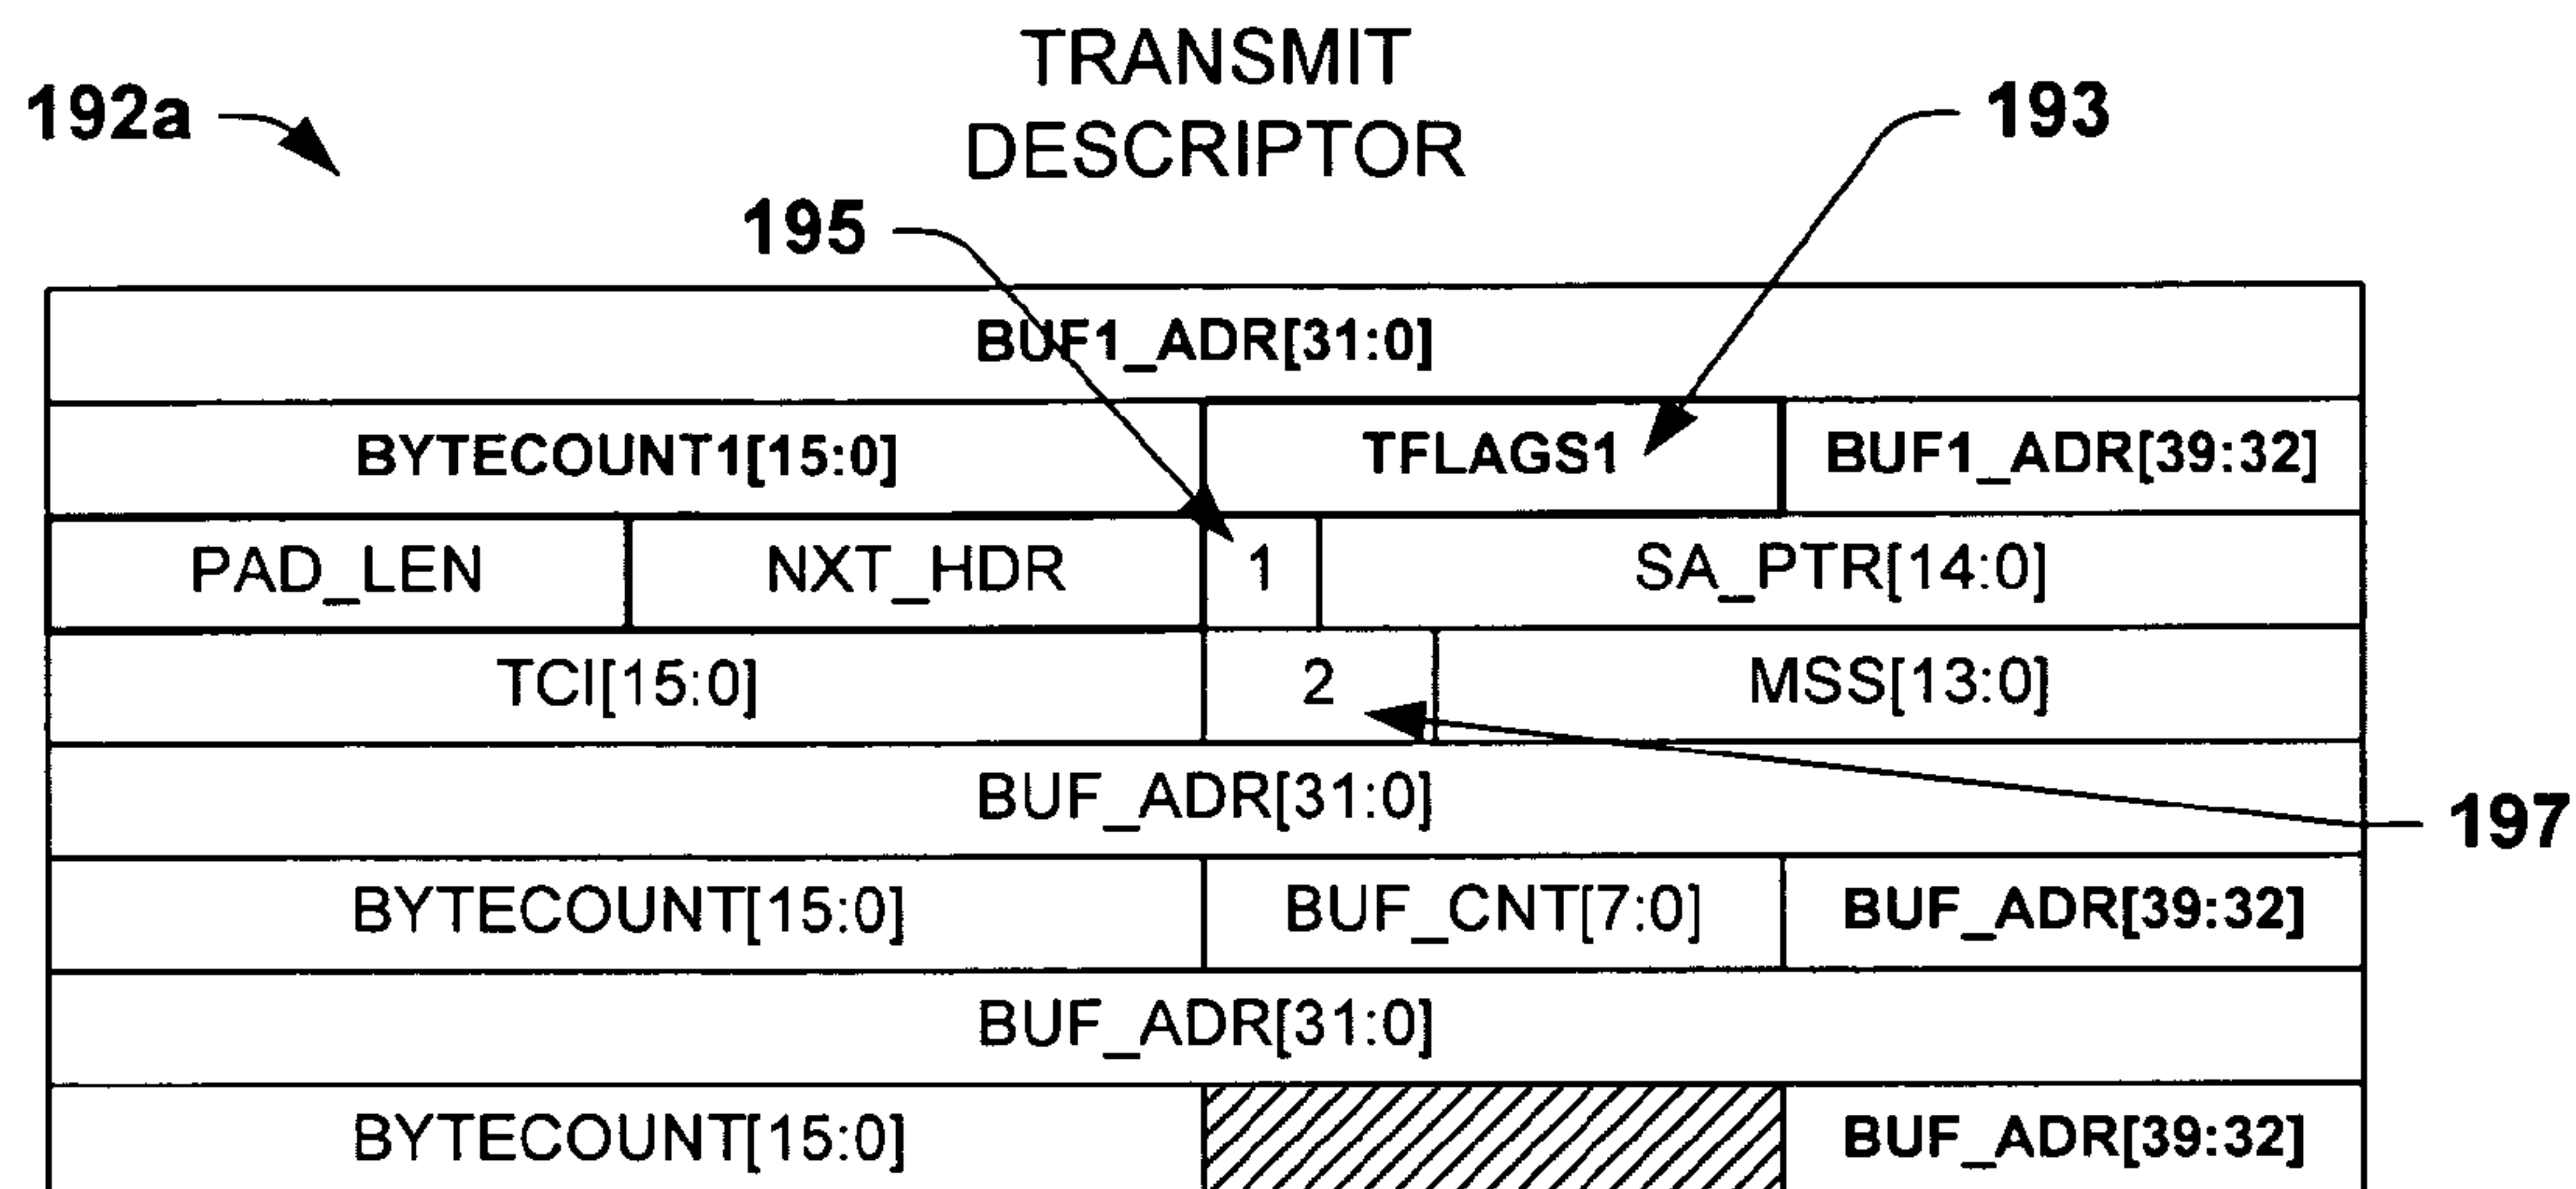 TRANSMIT
DESCRIPTOR
192a
193
195
BUF1_ADR[31:0]
BYTECOUNT1[15:0] TFLAGS1 BUF1_ADR[39:32]
PAD_LEN NXT_HDR 1 SA_PTR[14:0]
TCI[15:0] 2 MSS[13:0]
BUF_ADR[31:0]
197
BYTECOUNT[15:0] BUF_CNT[7:0] BUF_ADR[39:32]
BUF_ADR[31:0]
BYTECOUNT[15:0] BUF_ADR[39:32]